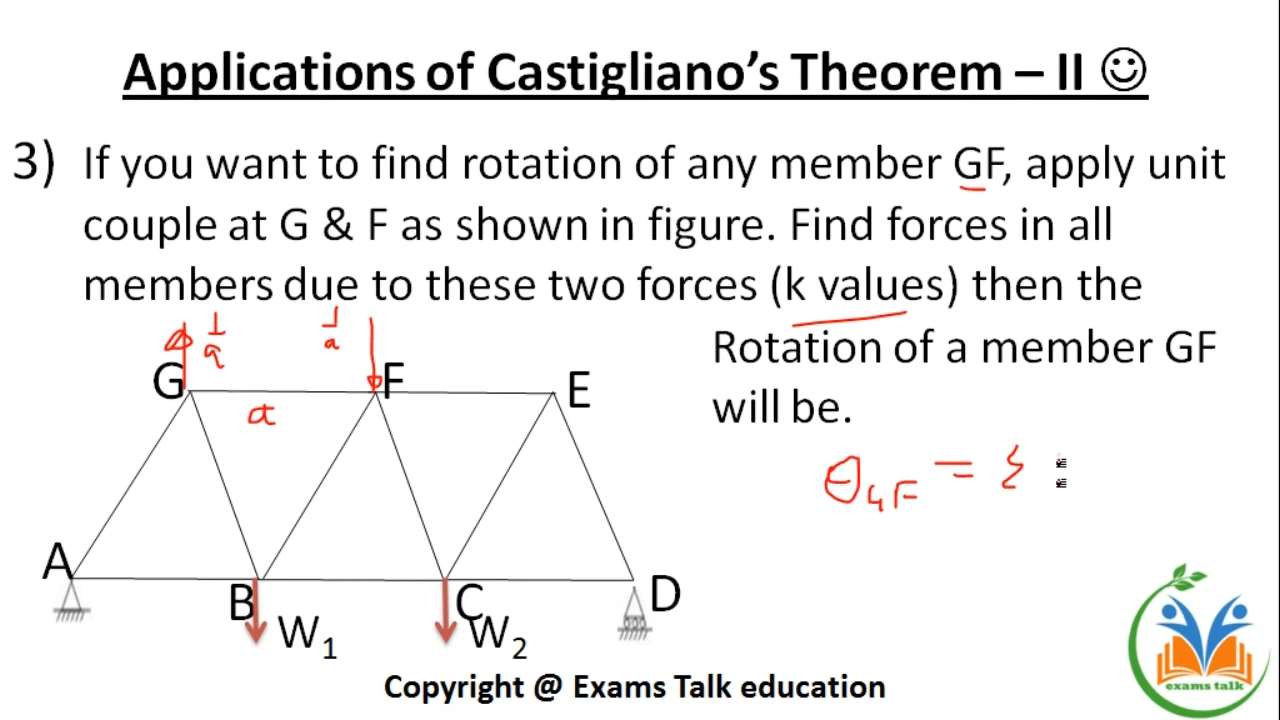 Applications of Castigliano's Theorem – II ☺
3) If you want to find rotation of any member GF, apply unit
couple at G & F as shown in figure. Find forces in all
members due to these two forces (k values) then the
Rotation of a member GF
will be.
1/a 1/a
G F E
a
θGF = Σ
A B C D
W1 W2
exams talk
Copyright @ Exams Talk education